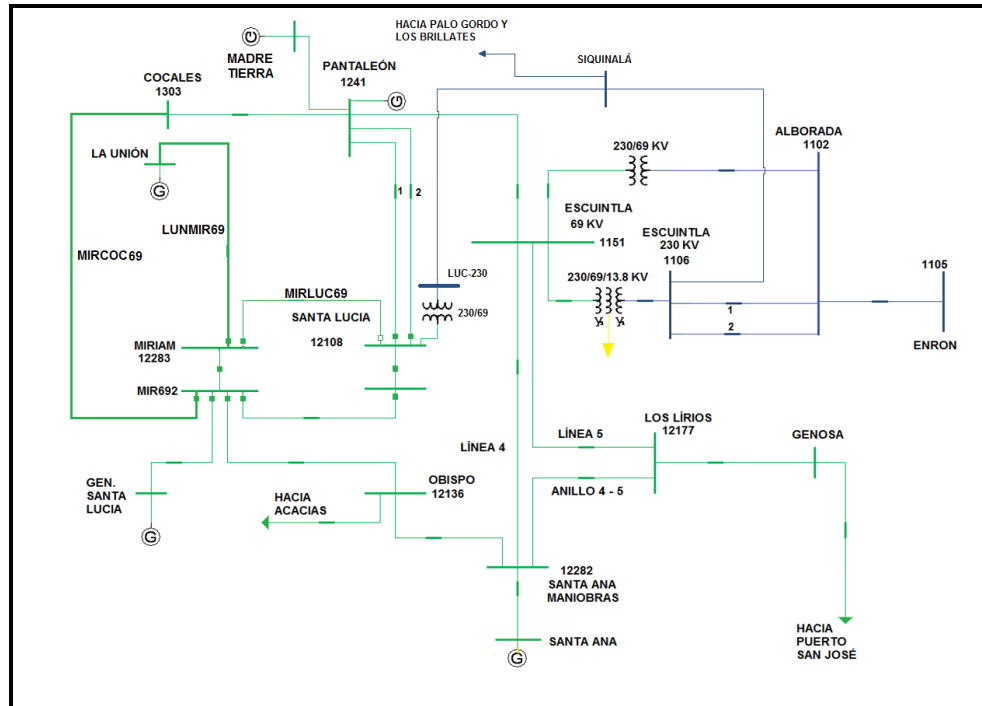 HACIA PALO GORDO Y
LOS BRILLATES
SIQUINALÁ
G
MADRE
TIERRA
PANTALEÓN
1241
G
COCALES
1303
ALBORADA
1102
230/69 KV
LA UNIÓN
G
1
2
ESCUINTLA
69 KV
1151
ESCUINTLA
230 KV
1106
LUNMIR69
MIRCOC69
1105
LUC-230
230/69/13.8 KV
MIRLUC69
SANTA LUCIA
12108
230/69
1
2
ENRON
MIRIAM
12283
MIR692
LOS LÍRIOS
12177
GENOSA
LÍNEA 4
LÍNEA 5
ANILLO 4 - 5
GEN.
SANTA
LUCIA
G
OBISPO
12136
HACIA
ACACIAS
12282
SANTA ANA
MANIOBRAS
SANTA ANA
G
HACIA
PUERTO
SAN JOSÉ